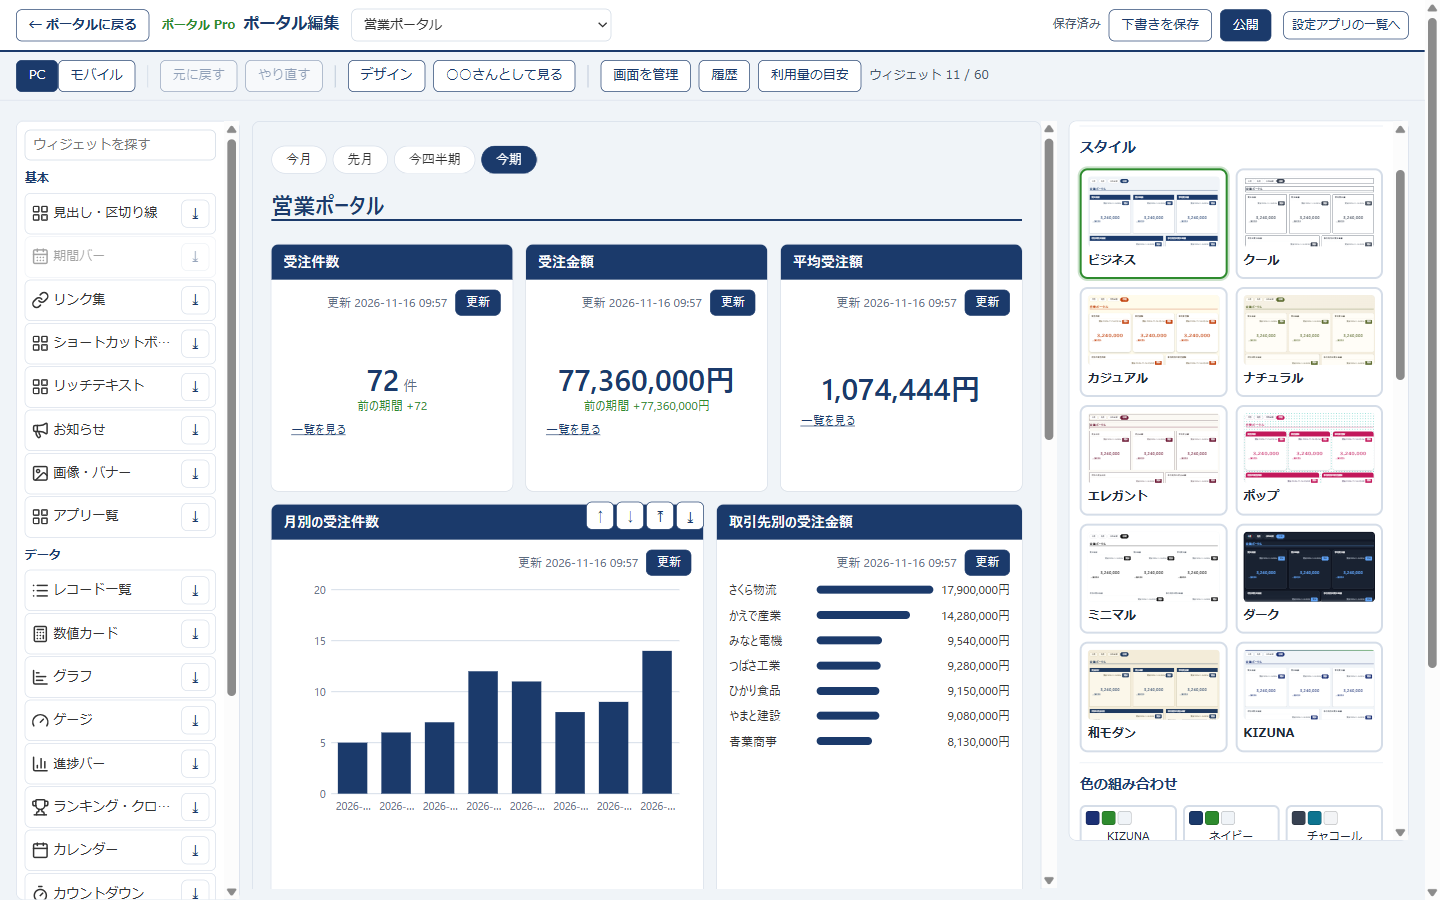 ← ポータルに戻る ポータル Pro ポータル編集 営業ポータル 保存済み 下書きを保存 公開 設定アプリの一覧へ
PC モバイル 元に戻す やり直す デザイン 〇〇さんとして見る 画面を管理 履歴 利用量の目安 ウィジェット 11 / 60
ウィジェットを探す
基本
見出し・区切り線
期間バー
リンク集
ショートカットボ…
リッチテキスト
お知らせ
画像・バナー
アプリ一覧
データ
レコード一覧
数値カード
グラフ
ゲージ
進捗バー
ランキング・クロ…
カレンダー
カウントダウン
今月 先月 今四半期 今期
営業ポータル
受注件数
更新 2026-11-16 09:57 更新
72 件
前の期間 +72
一覧を見る
受注金額
更新 2026-11-16 09:57 更新
77,360,000円
前の期間 +77,360,000円
一覧を見る
平均受注額
更新 2026-11-16 09:57 更新
1,074,444円
一覧を見る
月別の受注件数 ↑ ↓ ⤒ ⤓
更新 2026-11-16 09:57 更新
20
15
10
5
0
2026-... 2026-... 2026-... 2026-... 2026-... 2026-... 2026-... 2026-...
取引先別の受注金額
更新 2026-11-16 09:57 更新
さくら物流 17,900,000円
かえで産業 14,280,000円
みなと電機 9,540,000円
つばさ工業 9,280,000円
ひかり食品 9,150,000円
やまと建設 9,080,000円
青葉商事 8,130,000円
スタイル
ビジネス クール
カジュアル ナチュラル
エレガント ポップ
ミニマル ダーク
和モダン KIZUNA
色の組み合わせ
KIZUNA ネイビー チャコール